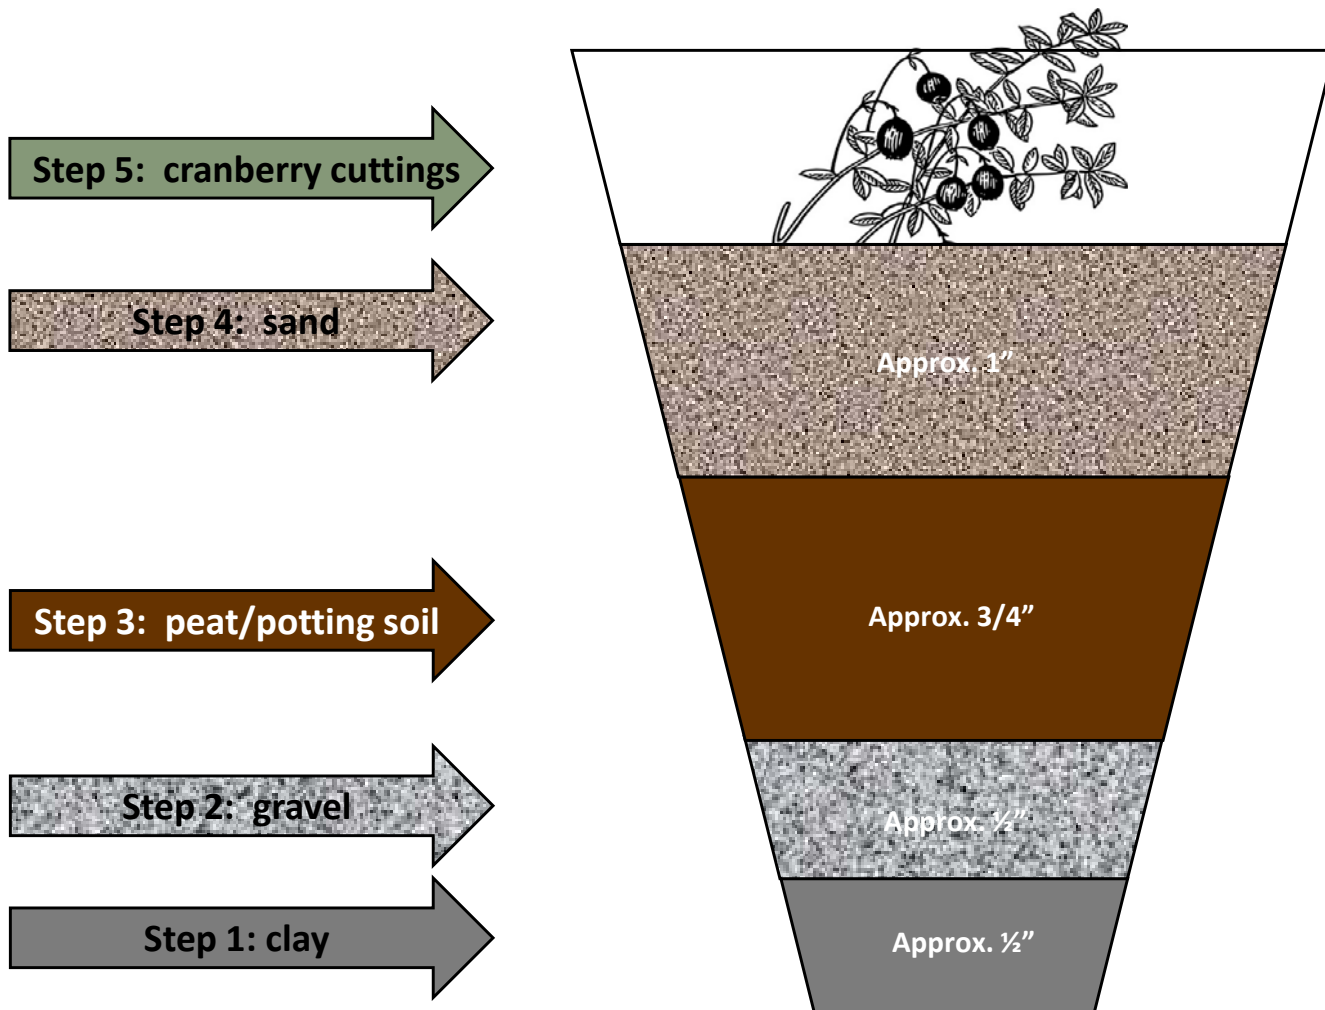 Step 5:  cranberry cuttings
Step 4:  sand
Approx. 1”
Step 3:  peat/potting soil
Approx. 3/4”
Step 2:  gravel
Approx. ½”
Step 1: clay
Approx. ½”